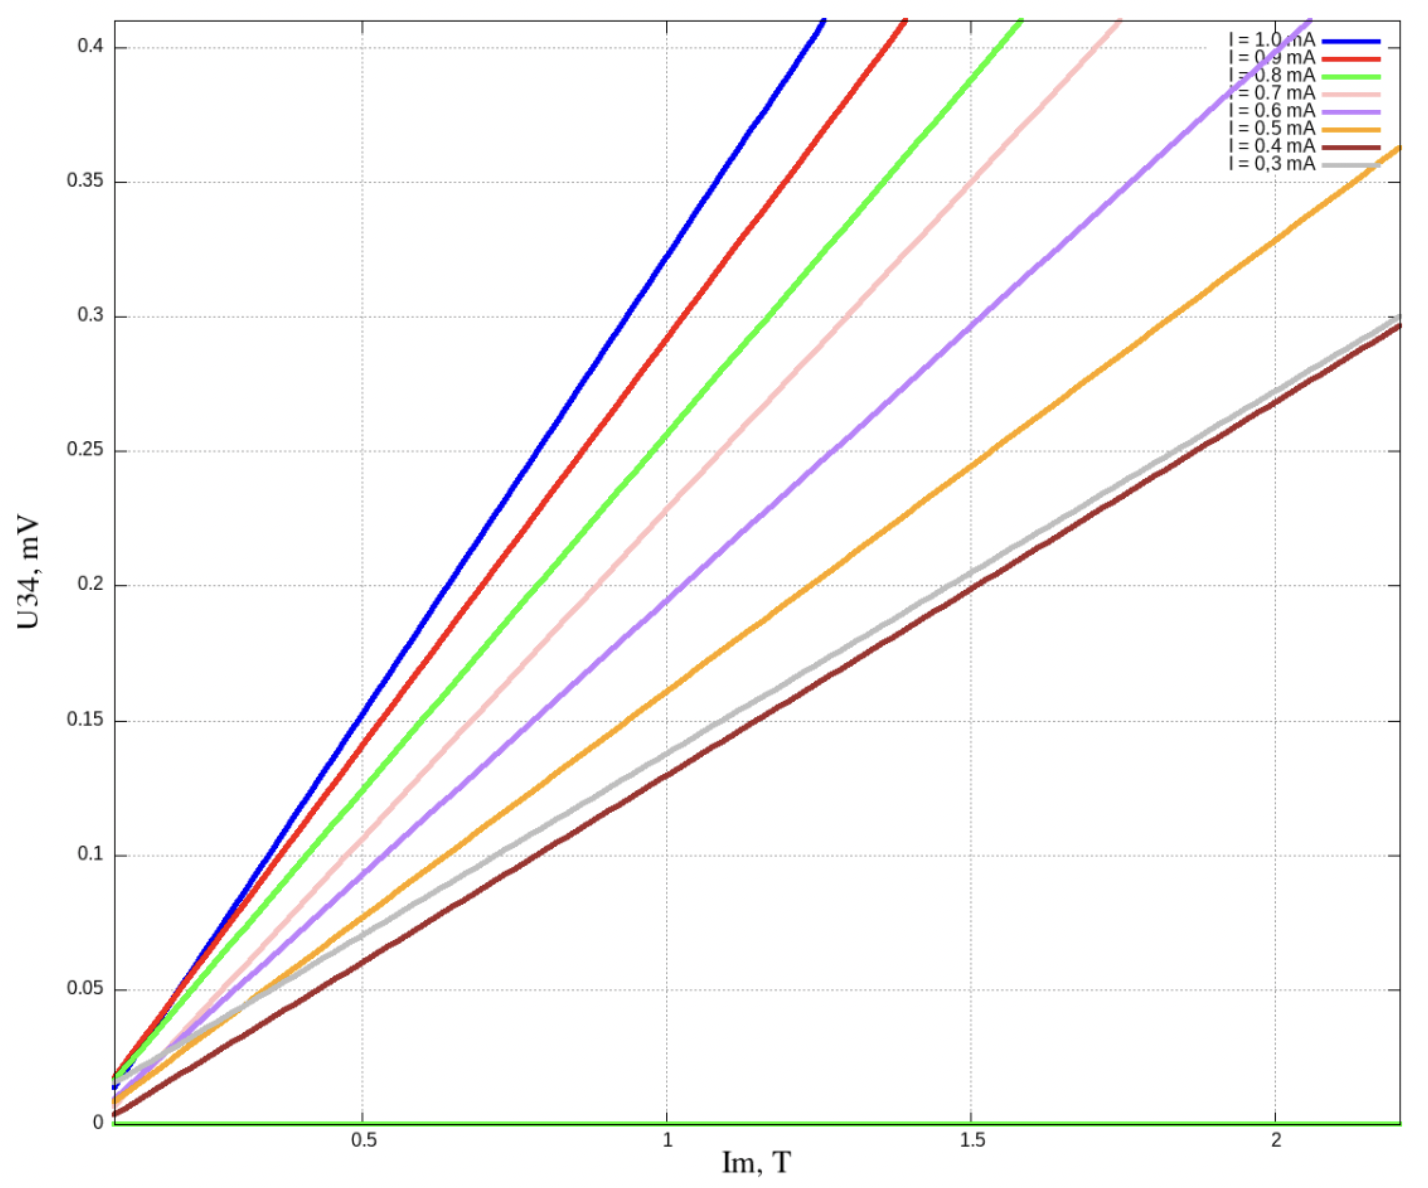 0.4
0.35
0.3
0.25
0.2
0.15
0.1
0.05
0
U34, mV
I = 1.0 mA
I = 0.9 mA
I = 0.8 mA
I = 0.7 mA
I = 0.6 mA
I = 0.5 mA
I = 0.4 mA
I = 0,3 mA
0.5
1
1.5
2
Im, T